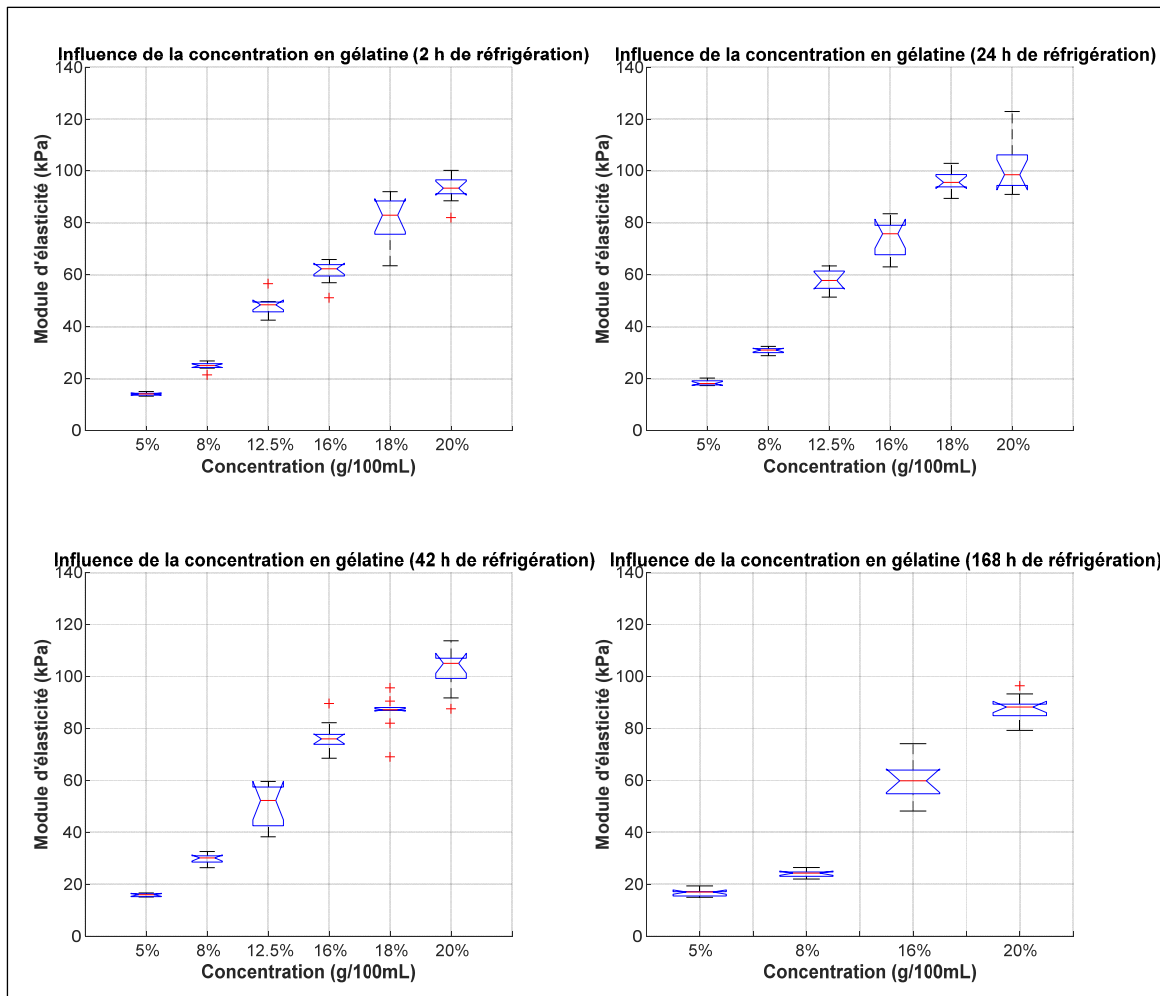 Influence de la concentration en gélatine (2 h de réfrigération)
140
120
100
80
60
40
20
0
Module d'élasticité (kPa)
5% 8% 12.5% 16% 18% 20%
Concentration (g/100mL)
Influence de la concentration en gélatine (24 h de réfrigération)
140
120
100
80
60
40
20
0
Module d'élasticité (kPa)
5% 8% 12.5% 16% 18% 20%
Concentration (g/100mL)
Influence de la concentration en gélatine (42 h de réfrigération)
140
120
100
80
60
40
20
0
Module d'élasticité (kPa)
5% 8% 12.5% 16% 18% 20%
Concentration (g/100mL)
Influence de la concentration en gélatine (168 h de réfrigération)
140
120
100
80
60
40
20
0
Module d'élasticité (kPa)
5% 8% 16% 20%
Concentration (g/100mL)